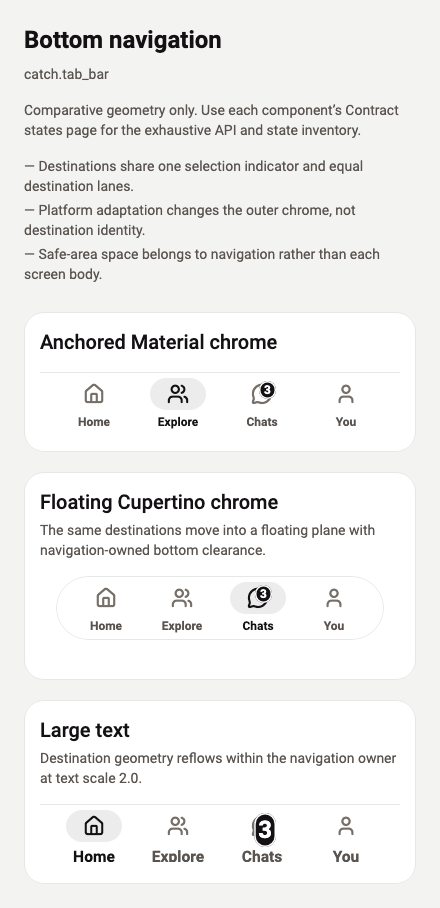 Bottom navigation
catch.tab_bar
Comparative geometry only. Use each component’s Contract
states page for the exhaustive API and state inventory.
— Destinations share one selection indicator and equal
destination lanes.
— Platform adaptation changes the outer chrome, not
destination identity.
— Safe-area space belongs to navigation rather than each
screen body.
Anchored Material chrome
3
Home Explore Chats You
Floating Cupertino chrome
The same destinations move into a floating plane with
navigation-owned bottom clearance.
3
Home Explore Chats You
Large text
Destination geometry reflows within the navigation owner
at text scale 2.0.
3
Home Explore Chats You